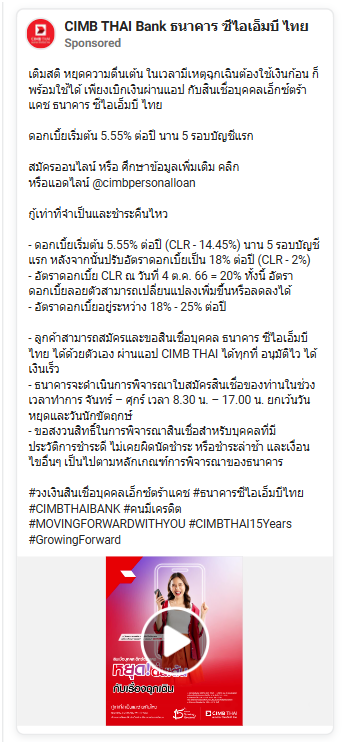 CIMB THAI Bank ธนาคาร ซีไอเอ็มบี ไทย
Sponsored
เติมสติ หยุดความตื่นเต้น ในเวลามีเหตุฉุกเฉินต้องใช้เงินก้อน ก็
พร้อมใช้ได้ เพียงเบิกเงินผ่านแอป กับสินเชื่อบุคคลเอ็กซ์ตร้า
แคช ธนาคาร ซีไอเอ็มบี ไทย
ดอกเบี้ยเริ่มต้น 5.55% ต่อปี นาน 5 รอบบัญชีแรก
สมัครออนไลน์ หรือ ศึกษาข้อมูลเพิ่มเติม คลิก
หรือแอดไลน์ @cimbpersonalloan
กู้เท่าที่จำเป็นและชำระคืนไหว
- ดอกเบี้ยเริ่มต้น 5.55% ต่อปี (CLR - 14.45%) นาน 5 รอบบัญชี
แรก หลังจากนั้นปรับอัตราดอกเบี้ยเป็น 18% ต่อปี (CLR - 2%)
- อัตราดอกเบี้ย CLR ณ วันที่ 4 ต.ค. 66 = 20% ทั้งนี้ อัตรา
ดอกเบี้ยลอยตัวสามารถเปลี่ยนแปลงเพิ่มขึ้นหรือลดลงได้
- อัตราดอกเบี้ยอยู่ระหว่าง 18% - 25% ต่อปี
- ลูกค้าสามารถสมัครและขอสินเชื่อบุคคล ธนาคาร ซีไอเอ็มบี
ไทย ได้ด้วยตัวเอง ผ่านแอป CIMB THAI ได้ทุกที่ อนุมัติไว ได้
เงินเร็ว
- ธนาคารจะดำเนินการพิจารณาใบสมัครสินเชื่อของท่านในช่วง
เวลาทำการ จันทร์ – ศุกร์ เวลา 8.30 น. – 17.00 น. ยกเว้นวัน
หยุดและวันนักขัตฤกษ์
- ขอสงวนสิทธิ์ในการพิจารณาสินเชื่อสำหรับบุคคลที่มี
ประวัติการชำระดี ไม่เคยผิดนัดชำระ หรือชำระล่าช้า และเงื่อน
ไขอื่นๆ เป็นไปตามหลักเกณฑ์การพิจารณาของธนาคาร
#วงเงินสินเชื่อบุคคลเอ็กซ์ตร้าแคช #ธนาคารซีไอเอ็มบีไทย
#CIMBTHAIBANK #คนมีเครดิต
#MOVINGFORWARDWITHYOU #CIMBTHAI15Years
#GrowingForward
หยุด!
กับเรื่องฉุกเฉิน
CIMB THAI